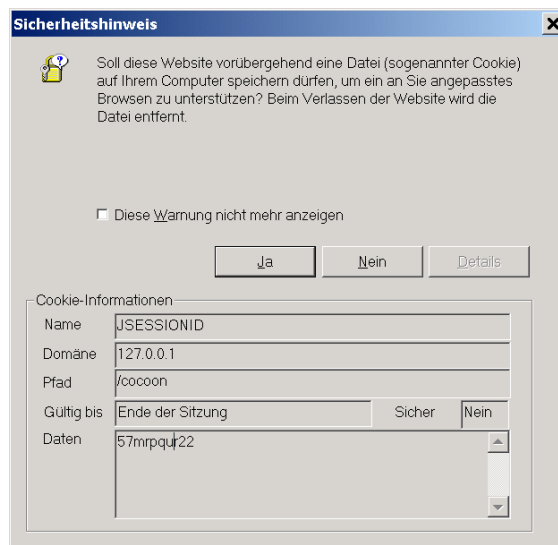 Sicherheitshinweis
Soll diese Website vorübergehend eine Datei (sogenannter Cookie)
auf Ihrem Computer speichern dürfen, um ein an Sie angepasstes
Browsen zu unterstützen? Beim Verlassen der Website wird die
Datei entfernt.
Diese Warnung nicht mehr anzeigen
Ja Nein Details
Cookie-Informationen
Name JSESSIONID
Domäne 127.0.0.1
Pfad /cocoon
Gültig bis Ende der Sitzung Sicher Nein
Daten 57mrpqur22